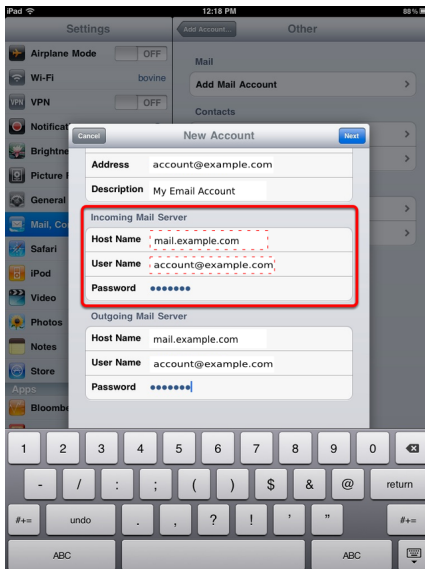 iPad 12:18 PM 88%
Settings Add Account... Other
Airplane Mode OFF
Mail
Wi-Fi bovine
Add Mail Account
VPN VPN OFF
Contacts
Cancel New Account Next
Address account@example.com
Description My Email Account
General
Incoming Mail Server
Host Name mail.example.com
User Name account@example.com
Safari
iPod
Password •••••••
Video
Outgoing Mail Server
Photos
Host Name mail.example.com
Notes
User Name account@example.com
Store
Password •••••••
Apps
1 2 3 4 5 6 7 8 9 0
- / : ; ( ) $ & @ return
#+= undo . , ? ! ' " #+=
ABC ABC